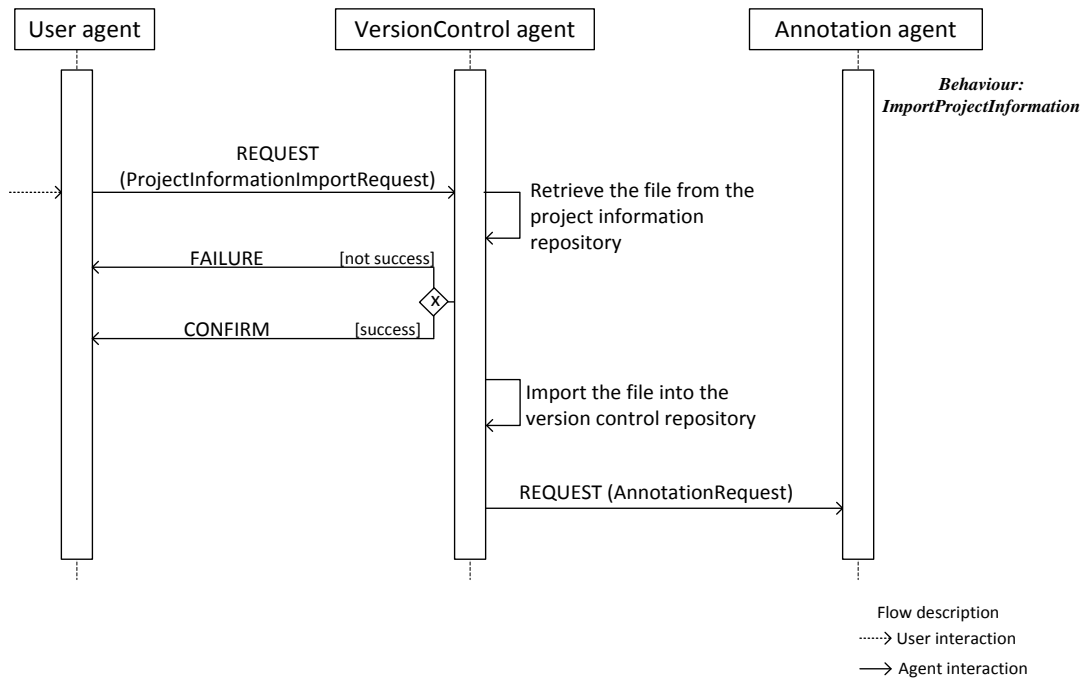 User agent
VersionControl agent
Annotation agent
Behaviour:
ImportProjectInformation
REQUEST
(ProjectInformationImportRequest)
Retrieve the file from the
project information
repository
FAILURE
[not success]
X
CONFIRM
[success]
Import the file into the
version control repository
REQUEST (AnnotationRequest)
Flow description
User interaction
Agent interaction